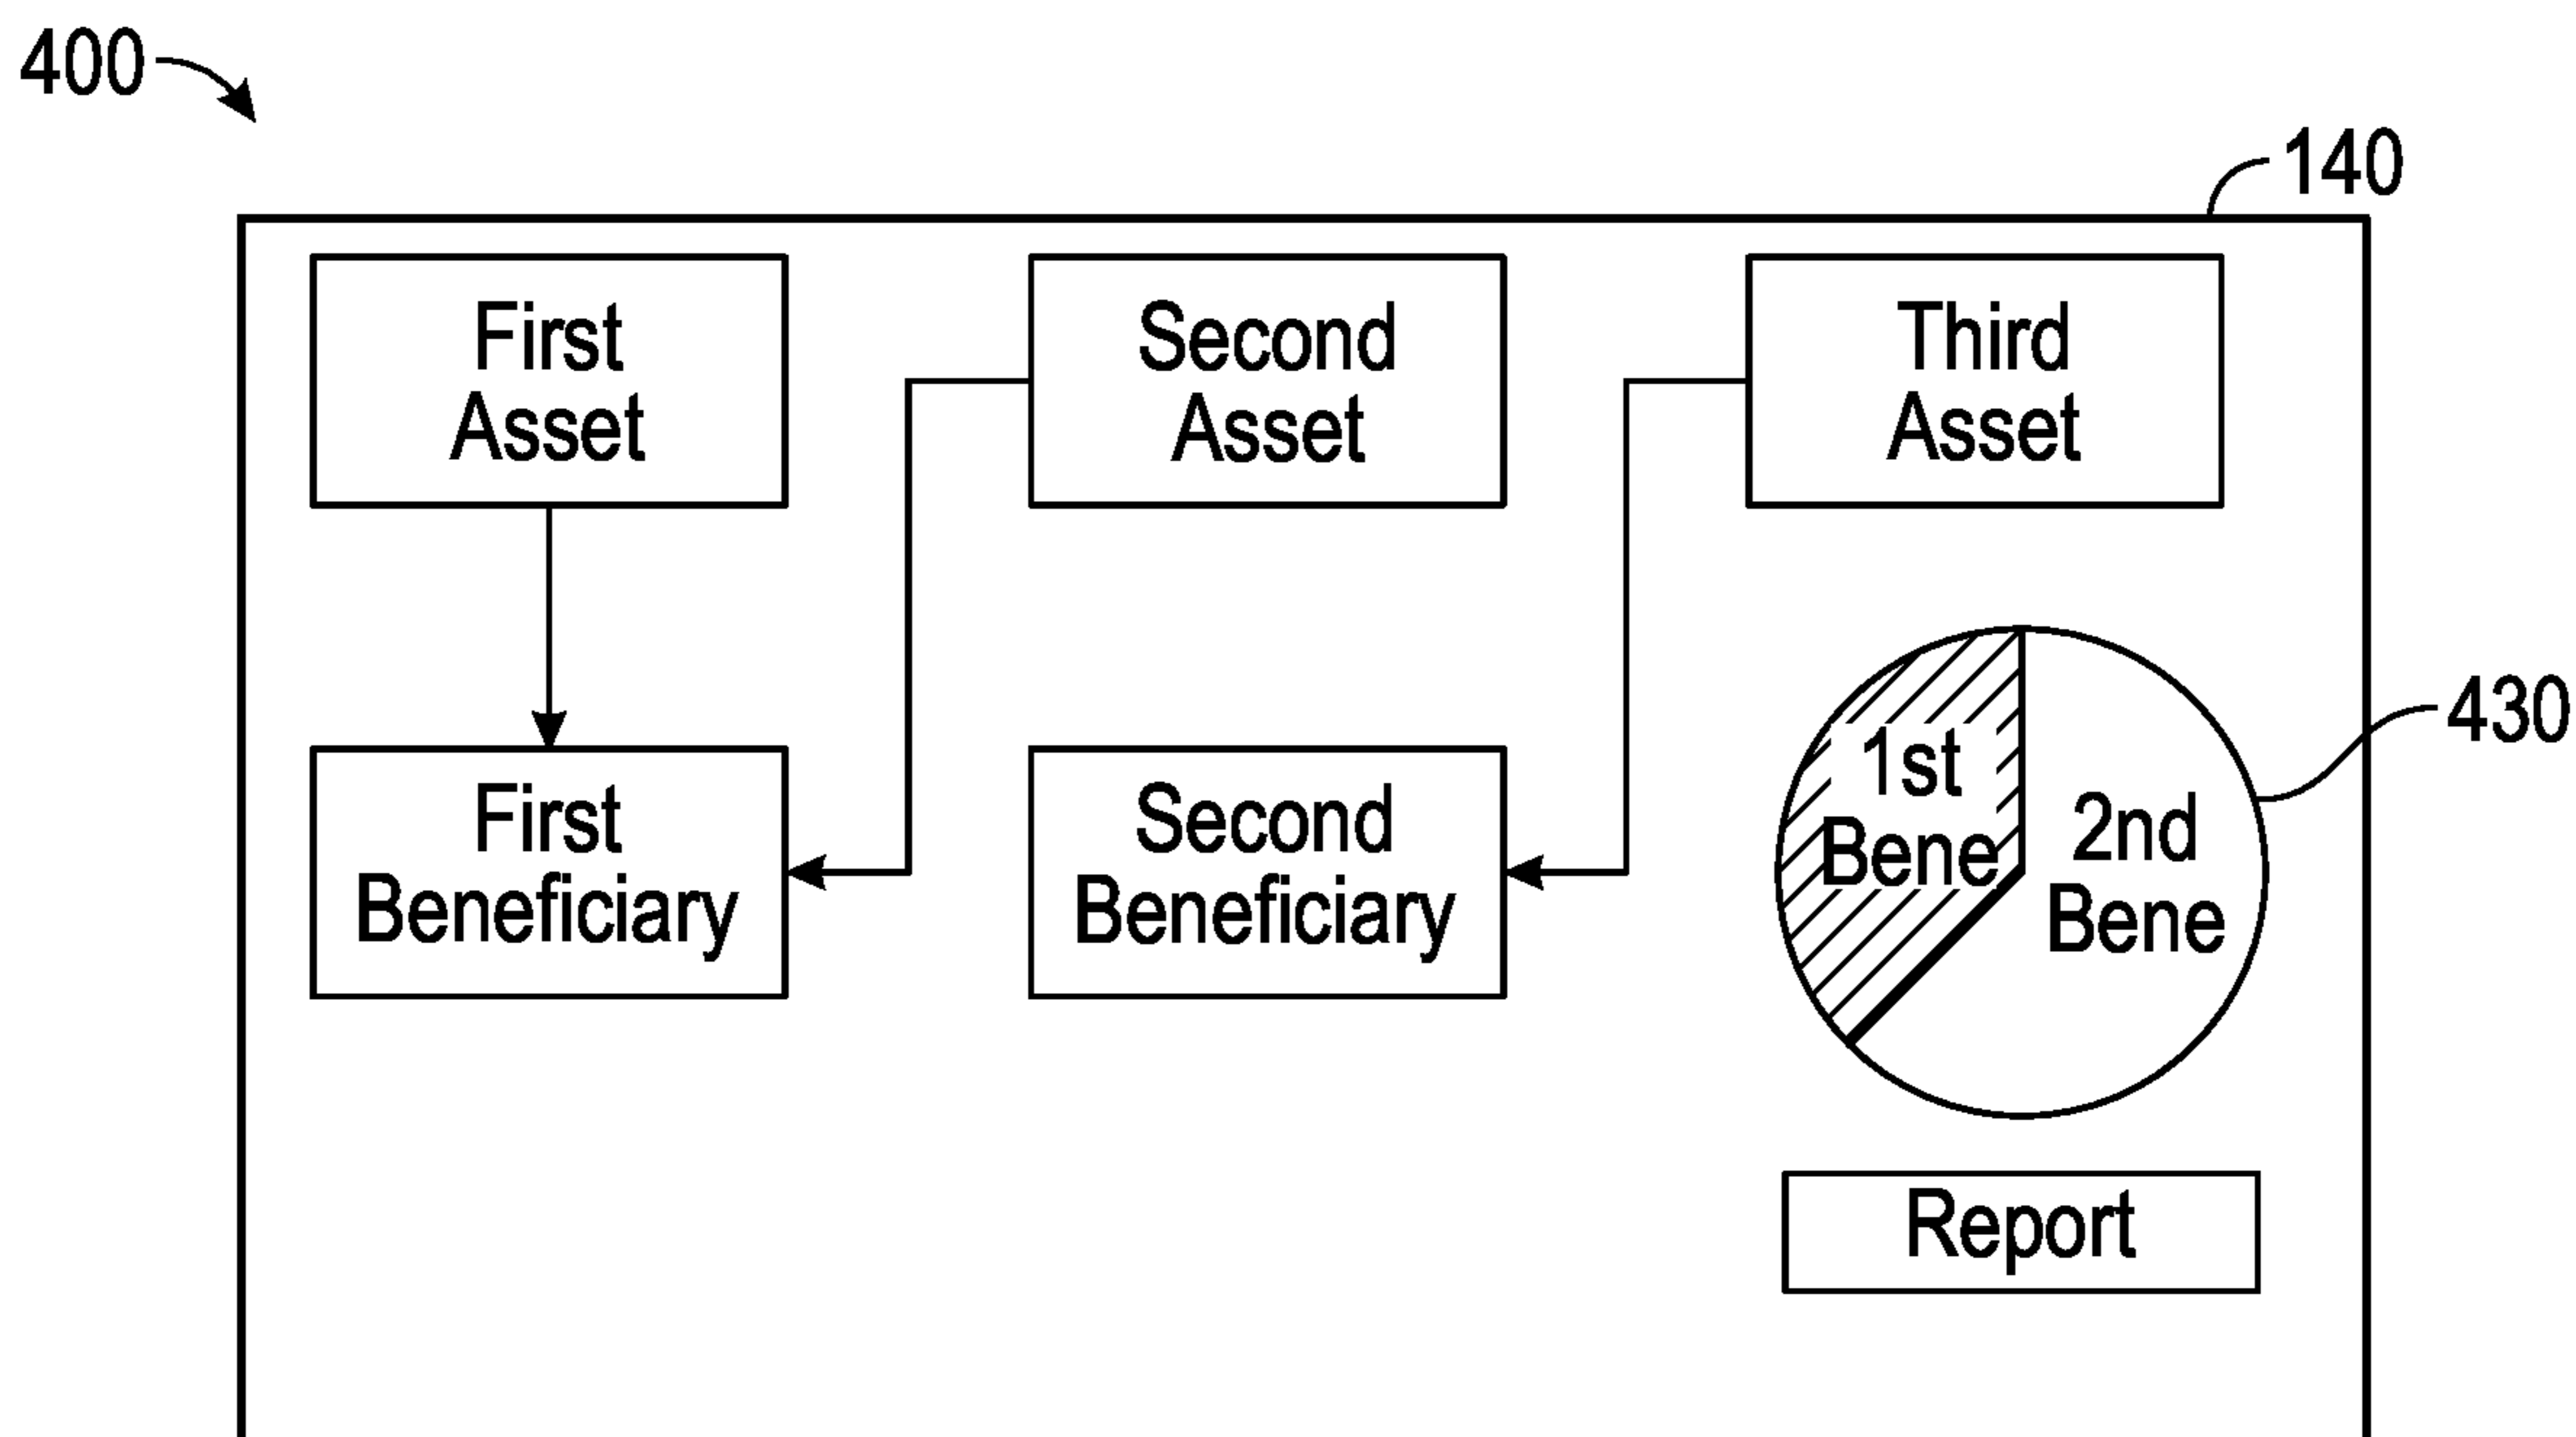 400
140
First
Asset
Second
Asset
Third
Asset
430
First
Beneficiary
Second
Beneficiary
1st
Bene
2nd
Bene
Report